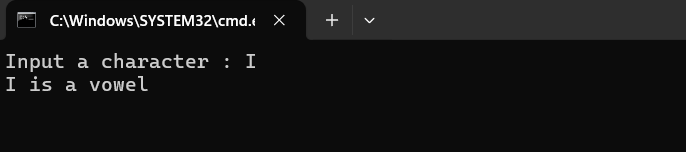 C:\Windows\SYSTEM32\cmd.e
Input a character : I
I is a vowel